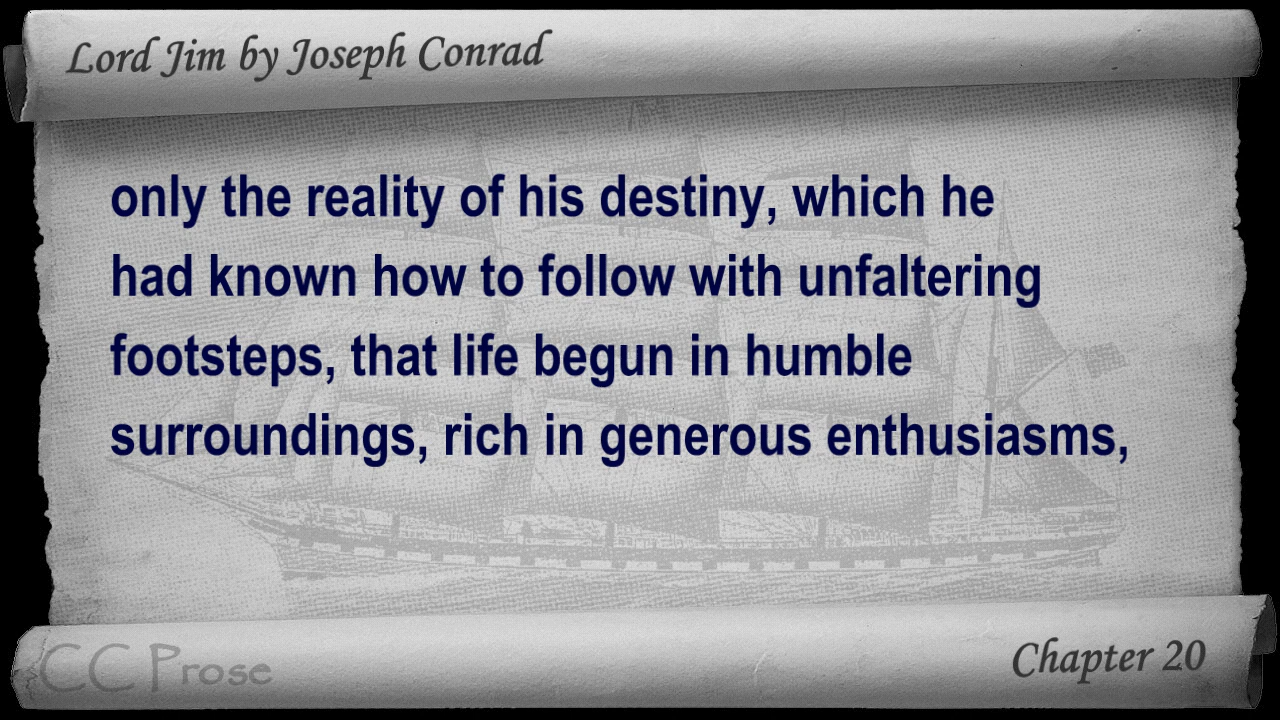 Lord Jim by Joseph Conrad
only the reality of his destiny, which he
had known how to follow with unfaltering
footsteps, that life begun in humble
surroundings, rich in generous enthusiasms,
CC Prose
Chapter 20